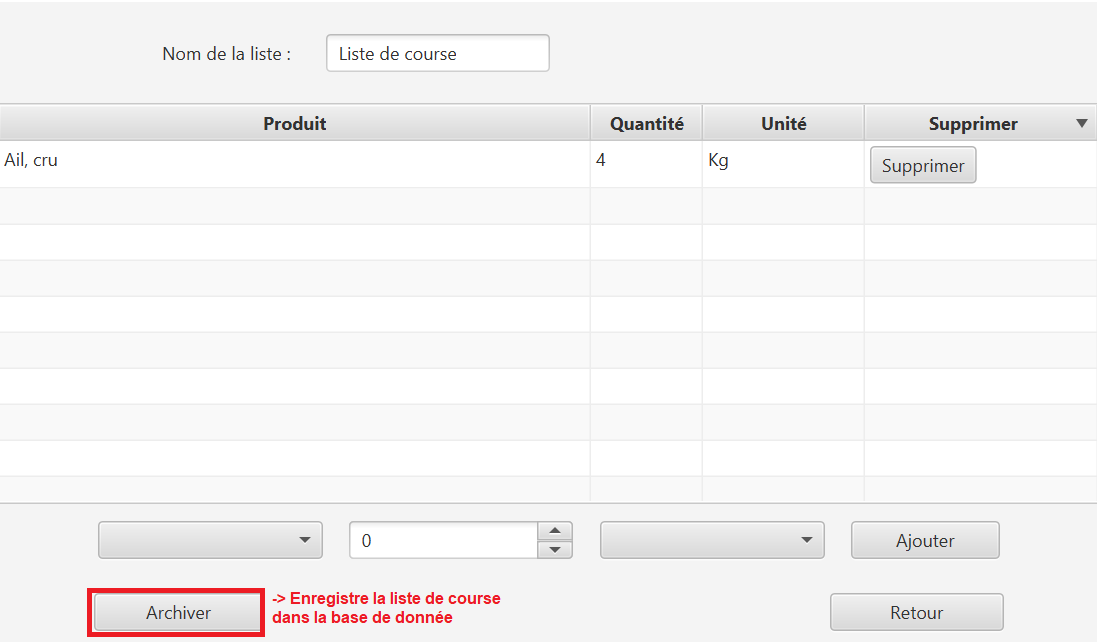 Nom de la liste : Liste de course
Produit Quantité Unité Supprimer
Ail, cru 4 Kg Supprimer
0 Ajouter
Archiver -> Enregistre la liste de course
dans la base de donnée
Retour